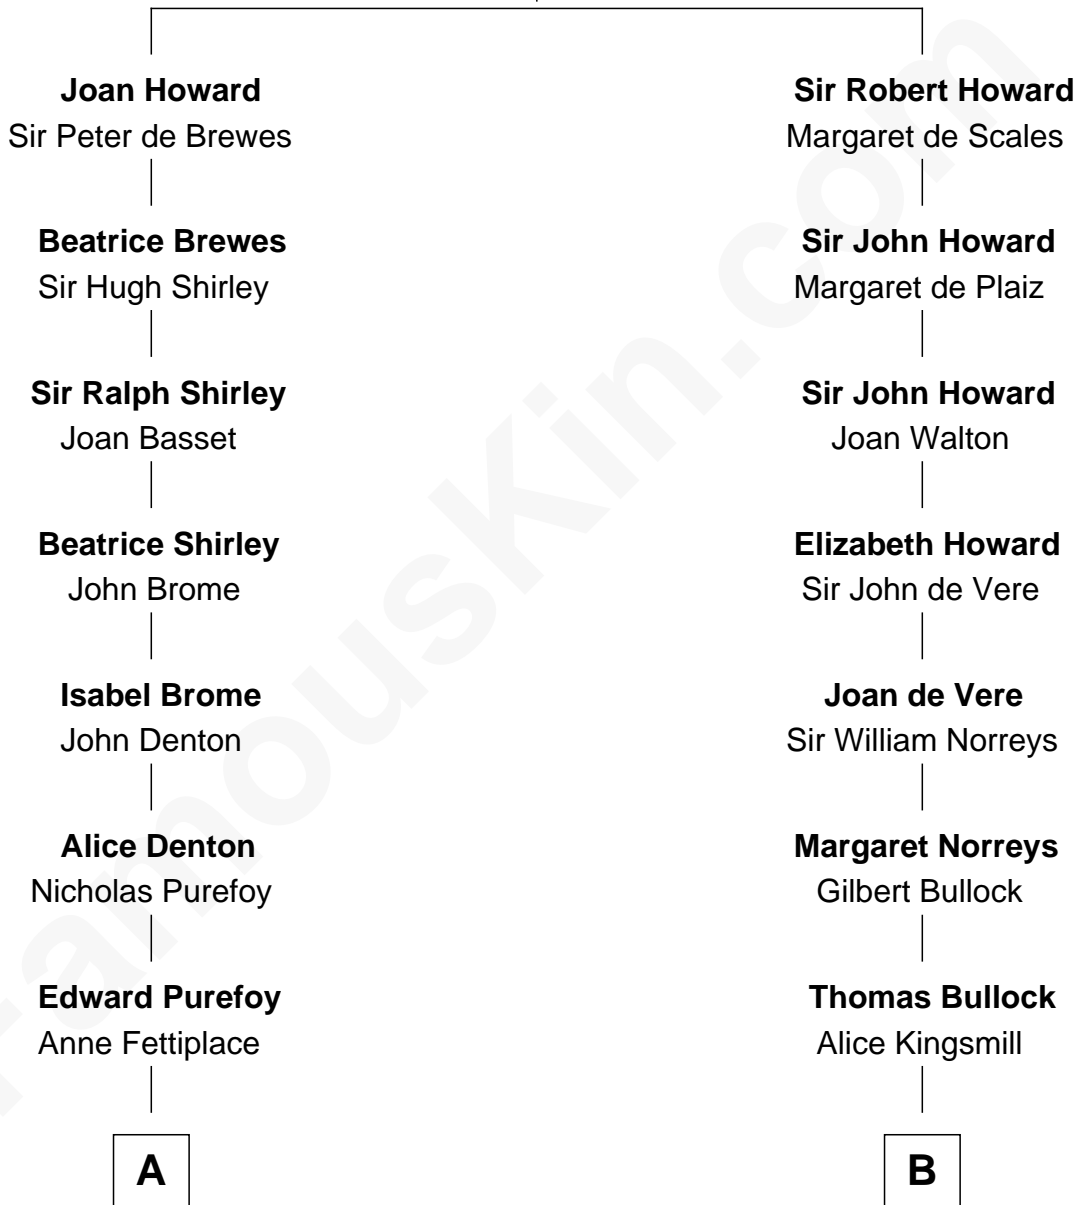 Joan Howard
Sir Peter de Brewes
Beatrice Brewes
Sir Hugh Shirley
Sir Ralph Shirley
Joan Basset
Beatrice Shirley
John Brome
Isabel Brome
John Denton
Alice Denton
Nicholas Purefoy
Edward Purefoy
Anne Fettiplace
A
Sir Robert Howard
Margaret de Scales
Sir John Howard
Margaret de Plaiz
Sir John Howard
Joan Walton
Elizabeth Howard
Sir John de Vere
Joan de Vere
Sir William Norreys
Margaret Norreys
Gilbert Bullock
Thomas Bullock
Alice Kingsmill
B
FamousKin.com